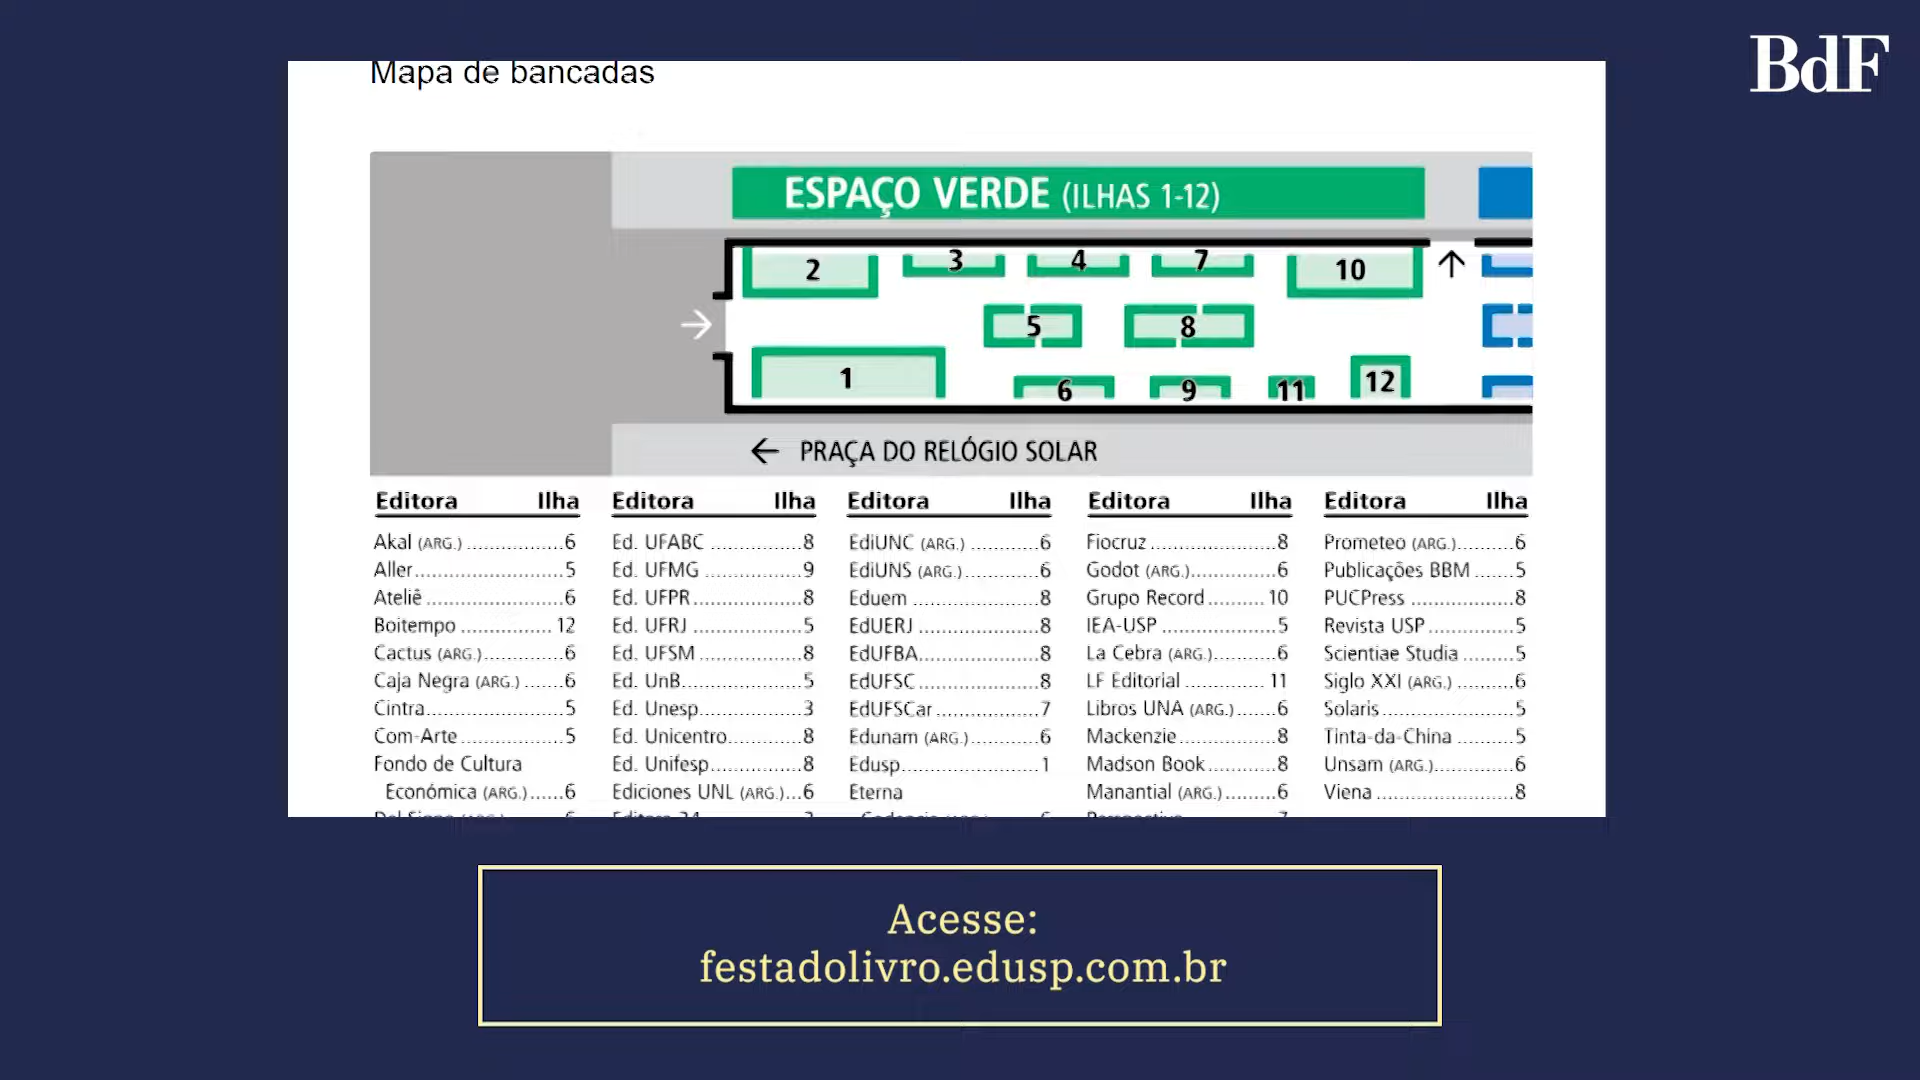 BdF
Mapa de bancadas
ESPAÇO VERDE (ILHAS 1-12)
2 3 4 7 10
5 8
1 6 9 11 12
PRAÇA DO RELÓGIO SOLAR
Editora Ilha
Akal (ARG.) ................6
Aller.........................5
Ateliê .......................6
Boitempo ............... 12
Cactus (ARG.)..............6
Caja Negra (ARG.) ......6
Cintra.......................5
Com-Arte .................5
Fondo de Cultura
Económica (ARG.)......6
Editora Ilha
Ed. UFABC ...............8
Ed. UFMG ................9
Ed. UFPR..................8
Ed. UFRJ ..................5
Ed. UFSM .................8
Ed. UnB....................5
Ed. Unesp.................3
Ed. Unicentro............8
Ed. Unifesp...............8
Ediciones UNL (ARG.)...6
Editora Ilha
EdiUNC (ARG.) ...........6
EdiUNS (ARG.).............6
Eduem ......................8
EdUERJ .....................8
EdUFBA....................8
EdUFSC ....................8
EdUFSCar .................7
Edunam (ARG.)............6
Edusp.......................1
Eterna
Editora Ilha
Fiocruz .....................8
Godot (ARG.)..............6
Grupo Record ......... 10
IEA-USP ...................5
La Cebra (ARG.)...........6
LF Editorial ............. 11
Libros UNA (ARG.)......6
Mackenzie................8
Madson Book ...........8
Manantial (ARG.) ........6
Editora Ilha
Prometeo (ARG.).........6
Publicações BBM ......5
PUCPress .................8
Revista USP..............5
Scientiae Studia ........5
Siglo XXI (ARG.) .........6
Solaris......................5
Tinta-da-China .........5
Unsam (ARG.).............6
Viena .......................8
Acesse:
festadolivro.edusp.com.br